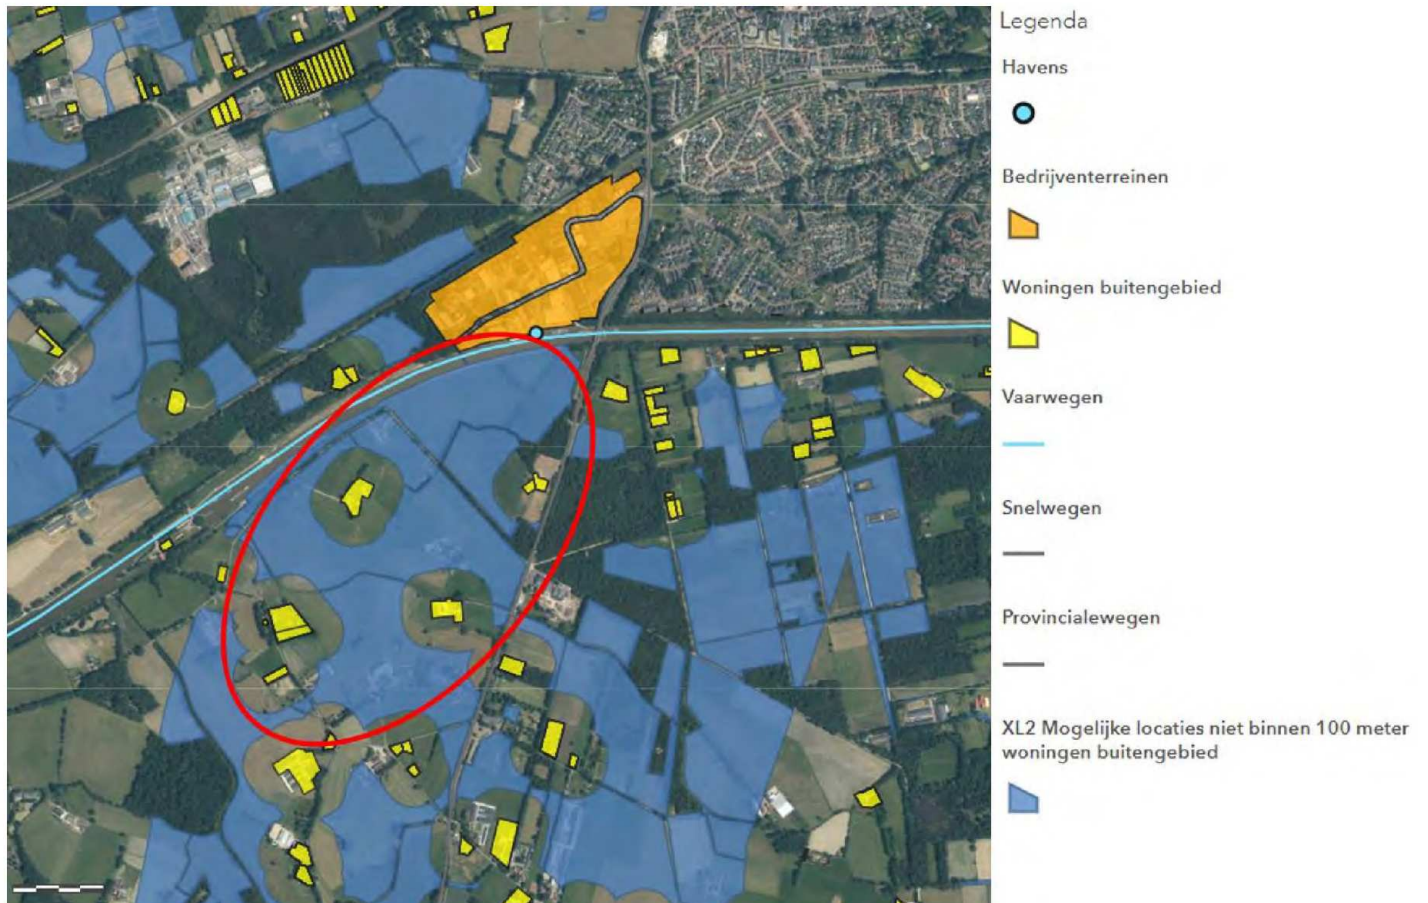 Legenda
Havens
Bedrijventerreinen
Woningen buitengebied
Vaarwegen
Snelwegen
Provincialewegen
XL2 Mogelijke locaties niet binnen 100 meter
woningen buitengebied